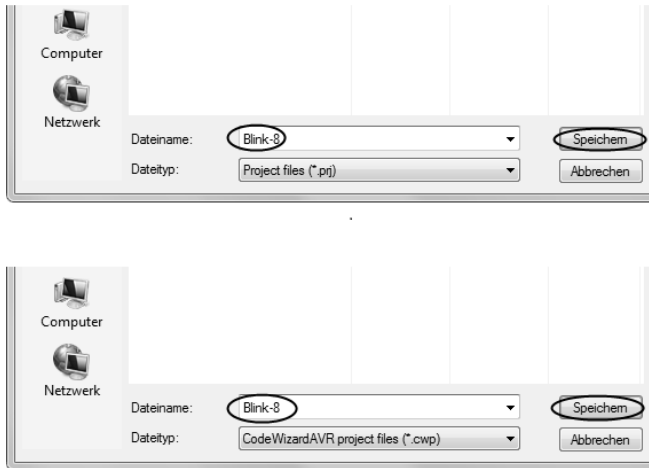 Computer
Netzwerk
Dateiname: Blink-8 Speichern
Dateityp: Project files (*.prj) Abbrechen
.
Computer
Netzwerk
Dateiname: Blink-8 Speichern
Dateityp: CodeWizardAVR project files (*.cwp) Abbrechen